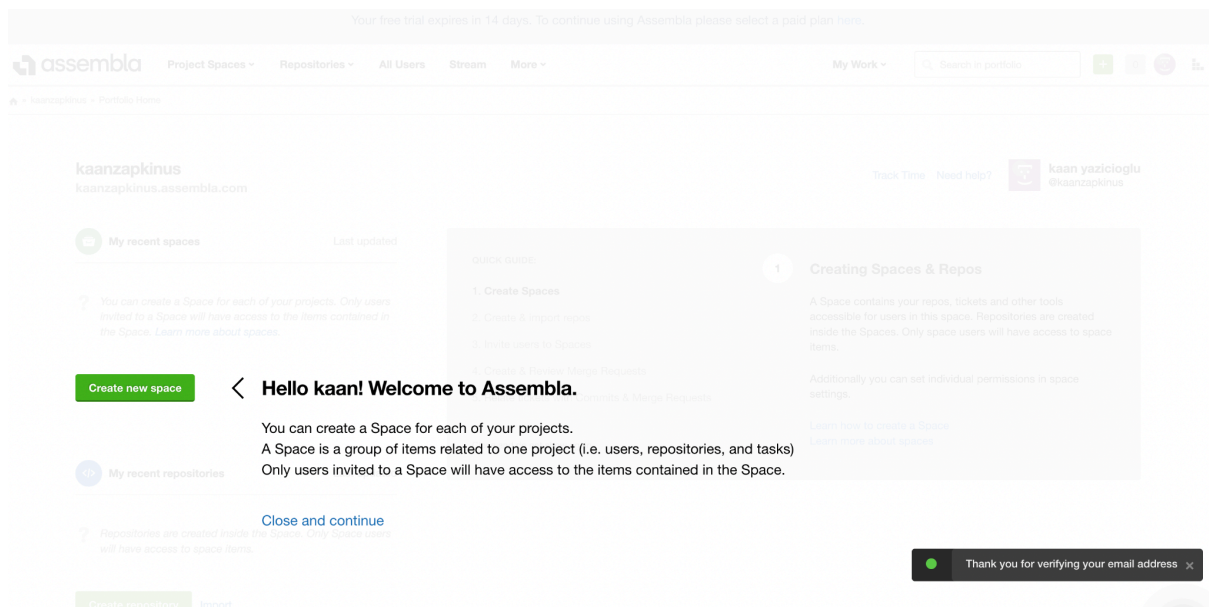 Your free trial expires in 14 days. To continue using Assembla please select a paid plan here.
assembla Project Spaces Repositories All Users Stream More My Work Search in portfolio
kaanzapkinus > Portfolio Home
kaanzapkinus
kaanzapkinus.assembla.com
Track Time Need help?
kaan yazicioglu
@kaanzapkinus
My recent spaces Last updated
You can create a Space for each of your projects. Only users
invited to a Space will have access to the items contained in
the Space. Learn more about spaces.
QUICK GUIDE:
1. Create Spaces
2. Create & Import repos
3. Invite users to Spaces
4. Create & Review Merge Requests
Commits & Merge Requests
1 Creating Spaces & Repos
A Space contains your repos, tickets and other tools
accessible for users in this space. Repositories are created
inside the Spaces. Only space users will have access to space
items.
Additionally you can set individual permissions in space
settings.
Learn how to create a Space
Learn more about spaces
Create new space
Hello kaan! Welcome to Assembla.
You can create a Space for each of your projects.
A Space is a group of items related to one project (i.e. users, repositories, and tasks)
Only users invited to a Space will have access to the items contained in the Space.
Close and continue
</> My recent repositories
Repositories are created inside the Space. Only Space users
will have access to space items.
Create repository Import
Thank you for verifying your email address ×